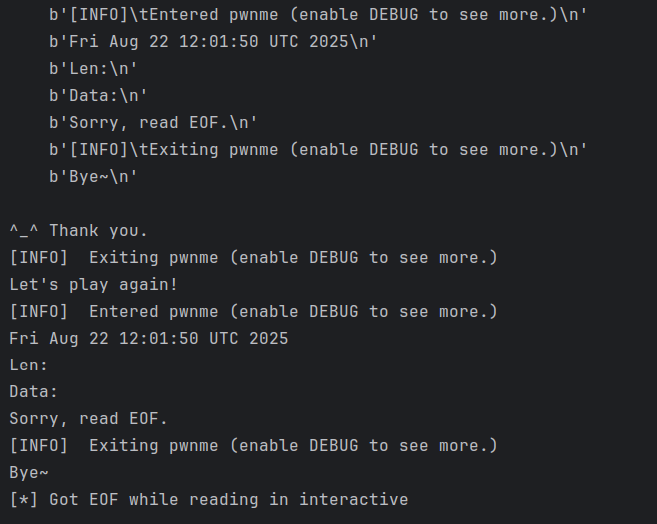 b'[INFO]\tEntered pwnme (enable DEBUG to see more.)\n'
b'Fri Aug 22 12:01:50 UTC 2025\n'
b'Len:\n'
b'Data:\n'
b'Sorry, read EOF.\n'
b'[INFO]\tExiting pwnme (enable DEBUG to see more.)\n'
b'Bye~\n'
^_^ Thank you.
[INFO]  Exiting pwnme (enable DEBUG to see more.)
Let's play again!
[INFO]  Entered pwnme (enable DEBUG to see more.)
Fri Aug 22 12:01:50 UTC 2025
Len:
Data:
Sorry, read EOF.
[INFO]  Exiting pwnme (enable DEBUG to see more.)
Bye~
[*] Got EOF while reading in interactive